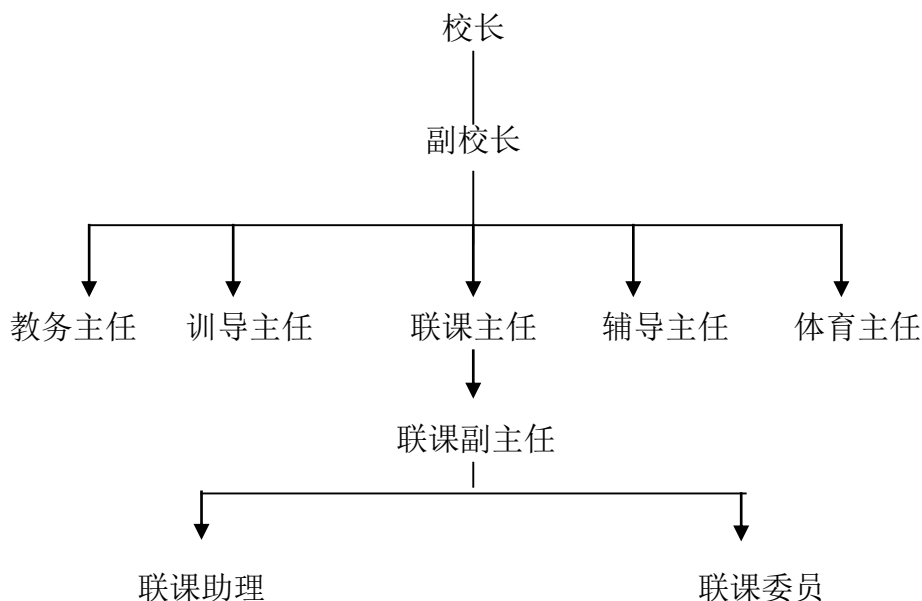 校长
副校长
教务主任 训导主任 联课主任 辅导主任 体育主任
联课副主任
联课助理 联课委员